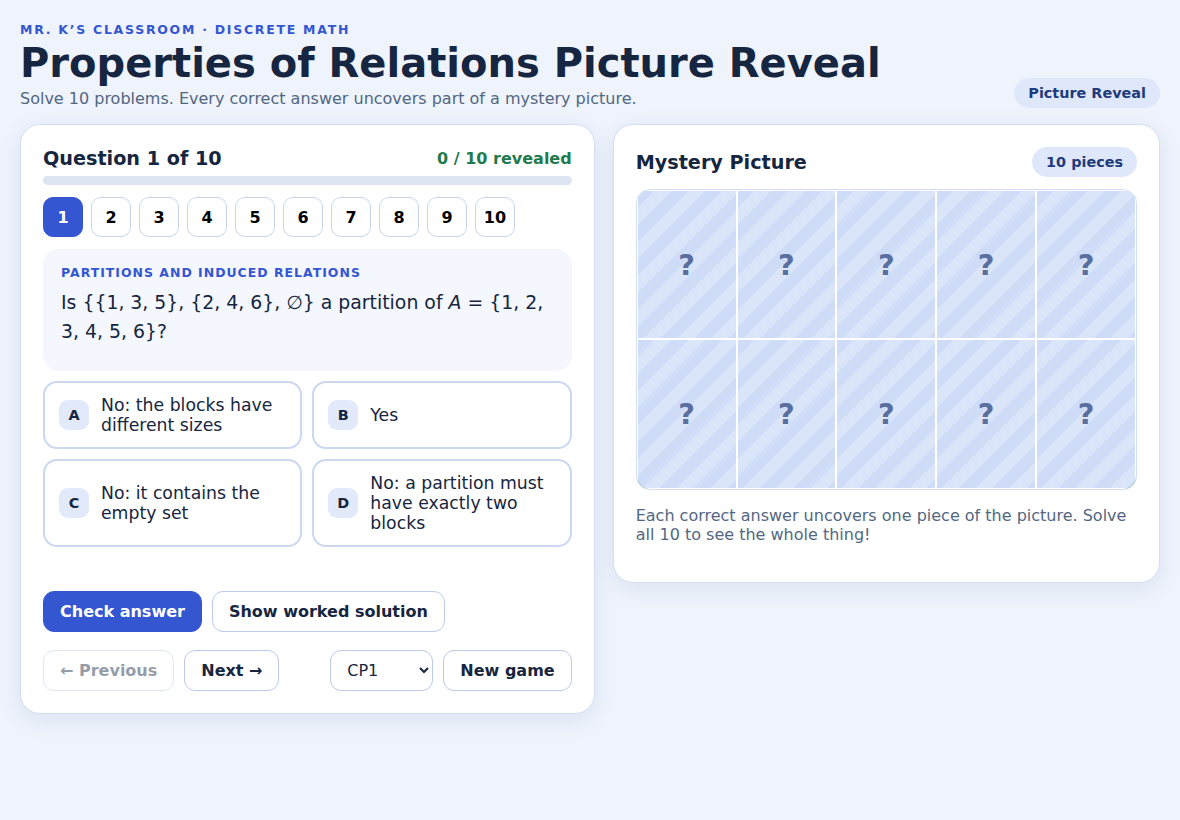 MR. K’S CLASSROOM · DISCRETE MATH
Properties of Relations Picture Reveal
Solve 10 problems. Every correct answer uncovers part of a mystery picture.
Picture Reveal
Question 1 of 10
0 / 10 revealed
1 2 3 4 5 6 7 8 9 10
PARTITIONS AND INDUCED RELATIONS
Is {{1, 3, 5}, {2, 4, 6}, ∅} a partition of A = {1, 2,
3, 4, 5, 6}?
A No: the blocks have
different sizes
B Yes
C No: it contains the
empty set
D No: a partition must
have exactly two
blocks
Check answer
Show worked solution
← Previous
Next →
CP1
New game
Mystery Picture
10 pieces
? ? ? ? ?
? ? ? ? ?
Each correct answer uncovers one piece of the picture. Solve
all 10 to see the whole thing!